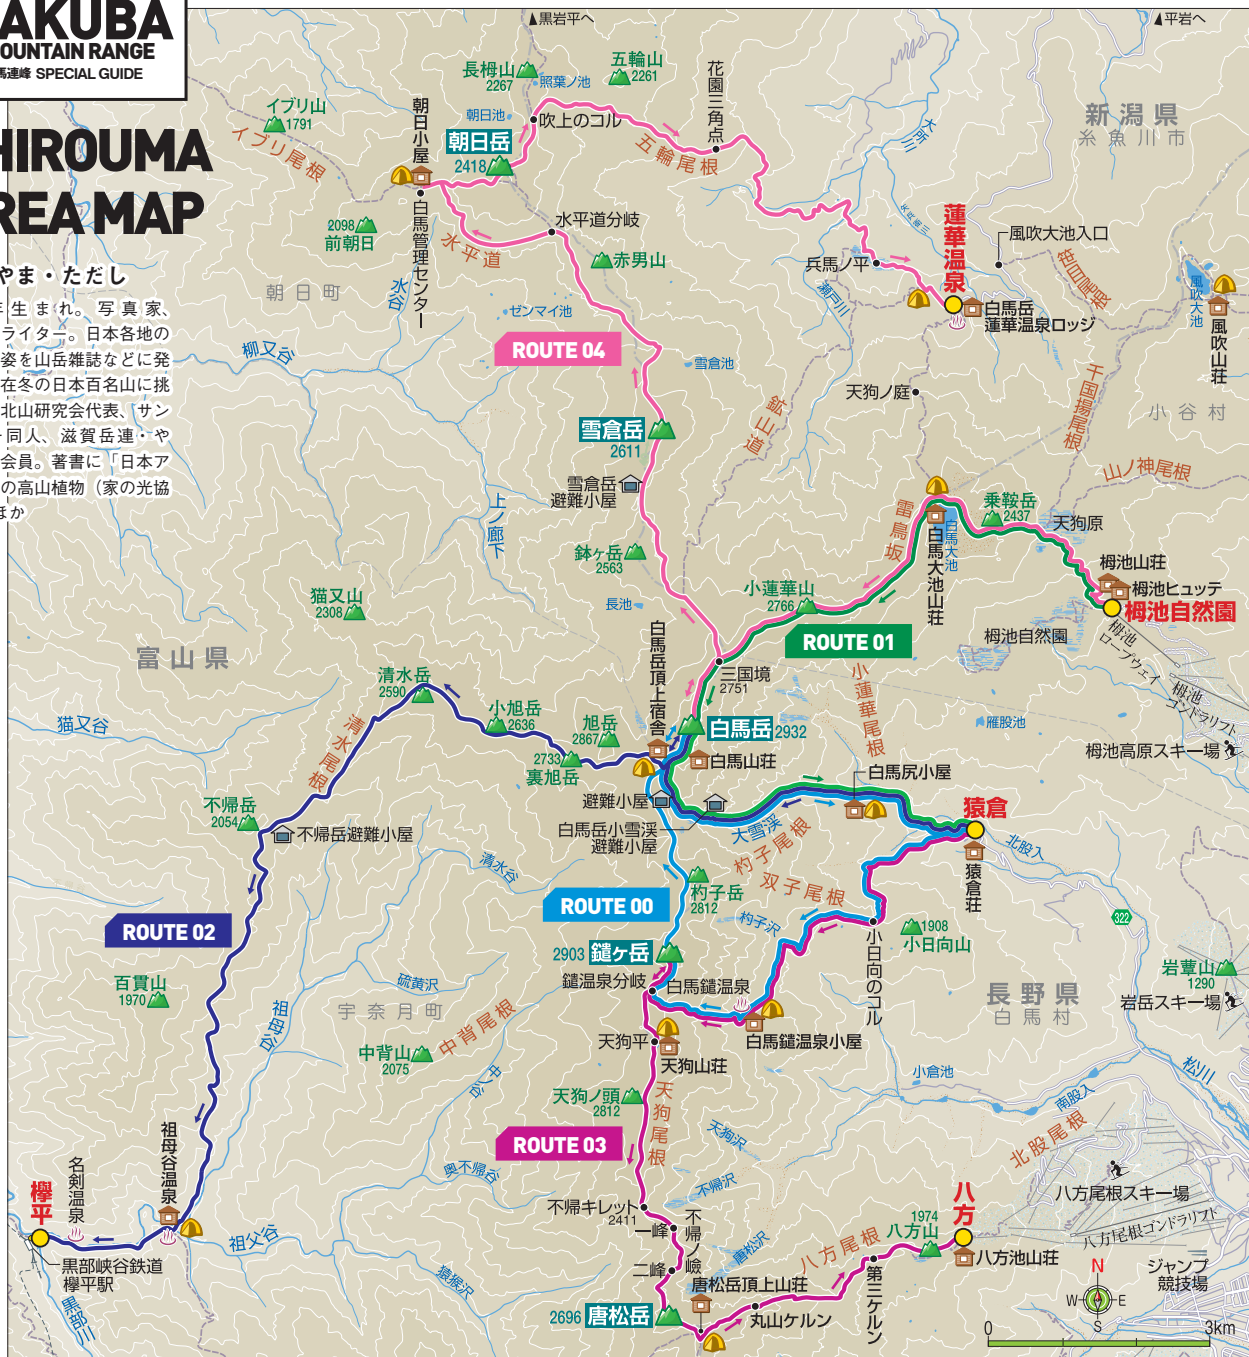 AKUBA
OUNTAIN RANGE
馬連峰 SPECIAL GUIDE
HIROUMA
REA MAP
やま・ただし
年生まれ。写真家、
ライター。日本各地の
姿を山岳雑誌などに発
在冬の日本百名山に挑
北山研究会代表、サン
同人、滋賀岳連・や
会員。著書に「日本ア
の高山植物（家の光協
ほか
黒岩平へ
平岩へ
長栂山
2267
照葉ノ池
五輪山
2261
花園三角点
イブリ山
1791
イブリ尾根
朝日小屋
朝日池
吹上のコル
朝日岳
2418
五輪尾根
大所川
新潟県
糸魚川市
2098
前朝日
白馬管理センター
水平道
水平道分岐
赤男山
朝日町
水谷
ゼンマイ池
兵馬ノ平
瀬戸川
蓮華温泉
風吹大池入口
白馬岳
蓮華温泉ロッジ
笹目尾根
風吹大池
風吹山荘
柳又谷
ROUTE 04
雪倉池
天狗ノ庭
千国揚尾根
小谷村
鉱山道
雪倉岳
2611
雪倉岳
避難小屋
山ノ神尾根
上ノ廊下
乗鞍岳
2437
天狗原
雷鳥坂
白馬大池
白馬大池山荘
鉢ヶ岳
2563
栂池山荘
栂池ヒュッテ
栂池自然園
猫又山
2308
長池
小蓮華山
2766
ROUTE 01
栂池自然園
栂池
ロープウェイ
富山県
白馬岳頂上宿舎
三国境
2751
清水岳
2590
小蓮華尾根
栂池
ゴンドラリフト
小旭岳
2636
旭岳
2867
白馬岳
2932
雁股池
猫又谷
清水尾根
2733
裏旭岳
白馬山荘
栂池高原スキー場
白馬尻小屋
不帰岳
2054
避難小屋
猿倉
不帰岳避難小屋
白馬岳小雪渓
避難小屋
大雪渓
北股入
杓子尾根
清水谷
双子尾根
猿倉荘
杓子岳
2812
ROUTE 00
ROUTE 02
杓子沢
322
1908
小日向山
2903
鑓ヶ岳
小日向のコル
岩蕈山
1290
百貫山
1970
硫黄沢
鑓温泉分岐
白馬鑓温泉
長野県
白馬村
岩岳スキー場
宇奈月町
中背尾根
祖母谷
天狗平
白馬鑓温泉小屋
中背山
2075
天狗山荘
松川
小倉池
中ノ谷
天狗ノ頭
2812
南股入
天狗尾根
北股尾根
祖母谷温泉
ROUTE 03
天狗沢
名剣温泉
奥不帰谷
不帰沢
欅平
八方尾根スキー場
不帰キレット
2411
八方
1974
八方山
一峰
不帰ノ嶮
八方尾根ゴンドラリフト
祖父谷
唐松沢
八方尾根
黒部峡谷鉄道
欅平駅
猿猴沢
二峰
第三ケルン
八方池山荘
ジャンプ
競技場
唐松岳頂上山荘
2696
唐松岳
丸山ケルン
黒部川
N
W
E
S
0
3km